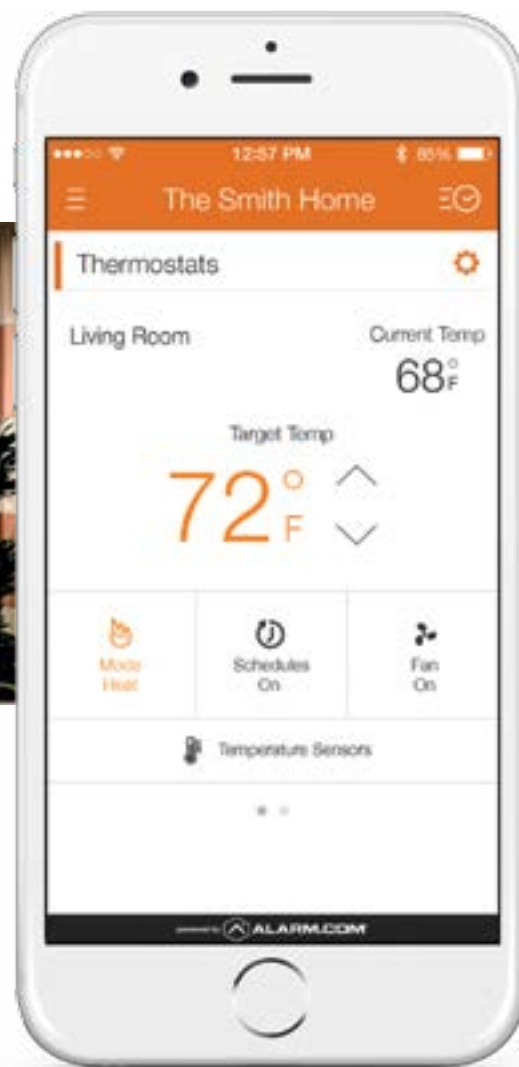 12:57 PM
The Smith Home
Thermostats
Living Room
Current Temp
68°F
Target Temp
72°F
Mode
Heat
Schedules
On
Fan
On
Temperature Sensors
ALARM.COM